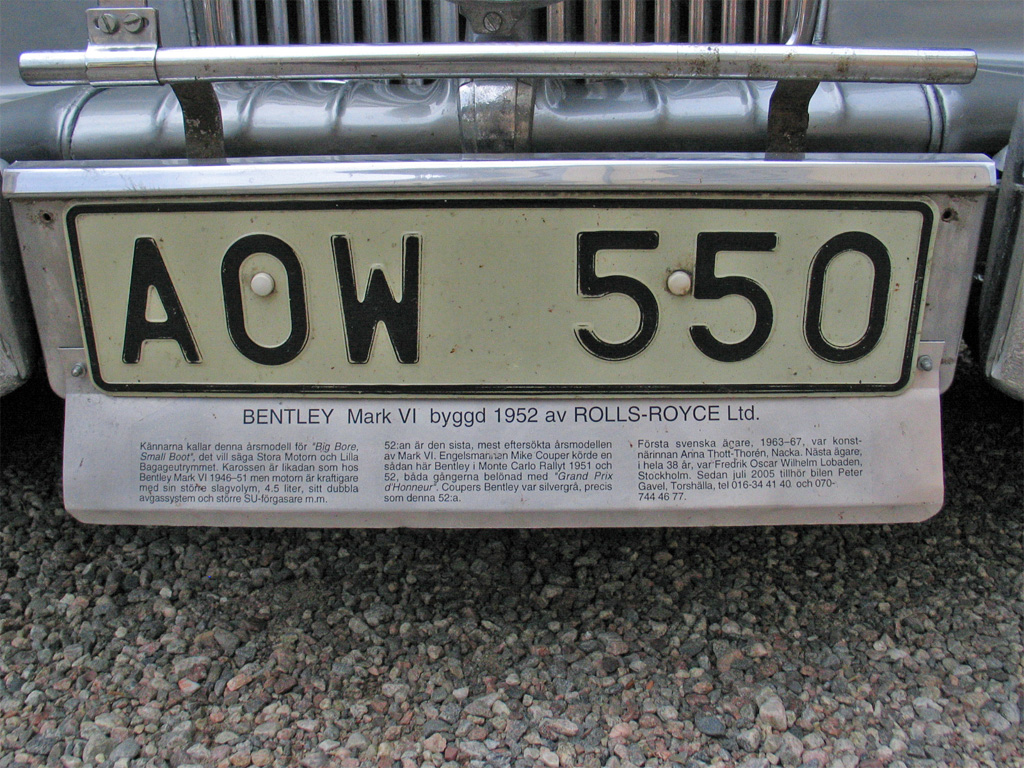 AOW 550
BENTLEY Mark VI byggd 1952 av ROLLS-ROYCE Ltd.
Kännarna kallar denna årsmodell för "Big Bore,
Small Boot", det vill säga Stora Motorn och Lilla
Bagageutrymmet. Karossen är likadan som hos
Bentley Mark VI 1946–51 men motorn är kraftigare
med sin större slagvolym, 4.5 liter, sitt dubbla
avgassystem och större SU-förgasare m.m.
52:an är den sista, mest eftersökta årsmodellen
av Mark VI. Engelsmannen Mike Couper körde en
sådan här Bentley i Monte Carlo Rallyt 1951 och
52, båda gångerna belönad med "Grand Prix
d'Honneur". Coupers Bentley var silvergrå, precis
som denna 52:a.
Första svenska ägare, 1963–67, var konst-
närinnan Anna Thott-Thorén, Nacka. Nästa ägare,
i hela 38 år, var Fredrik Oscar Wilhelm Lobaden,
Stockholm. Sedan juli 2005 tillhör bilen Peter
Gavel, Torshälla, tel 016-34 41 40 och 070-
744 46 77.